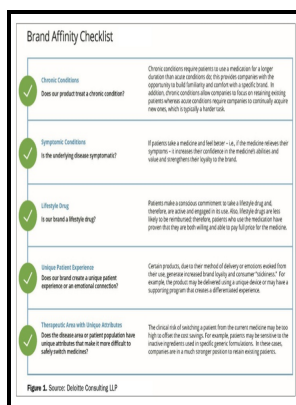 Brand Affinity Checklist
Chronic Conditions
Does our product treat a chronic condition?
Chronic conditions require patients to use a medication for a longer
duration than acute conditions do; this provides companies with the
opportunity to build familiarity and comfort with a specific brand. In
addition, chronic conditions allow companies to focus on retaining existing
patients whereas acute conditions require companies to continually acquire
new ones, which is typically a harder task.
Symptomic Conditions
Is the underlying disease symptomatic?
If patients take a medicine and feel better – i.e., if the medicine relieves their
symptoms – it increases their confidence in the medicine's abilities and
value and strengthens their loyalty to the brand.
Lifestyle Drug
Is our brand a lifestyle drug?
Patients make a conscious commitment to take a lifestyle drug and,
therefore, are active and engaged in its use. Also, lifestyle drugs are less
likely to be reimbursed; therefore, patients who use the medication have
proven that they are both willing and able to pay full price for the medicine.
Unique Patient Experience
Does our brand create a unique patient
experience or an emotional connection?
Certain products, due to their method of delivery or emotions evoked from
their use, generate increased brand loyalty and consumer "stickiness." For
example, the product may be delivered using a unique device or may have a
supporting program that creates a differentiated experience.
Therapeutic Area with Unique Attributes
Does the disease area or patient population have
unique attributes that make it more difficult to
safely switch medicines?
The clinical risk of switching a patient from the current medicine may be too
high to offset the cost savings. For example, patients may be sensitive to the
inactive ingredients used in specific generic formulations. In these cases,
companies are in a much stronger position to retain existing patients.
Figure 1. Source: Deloitte Consulting LLP